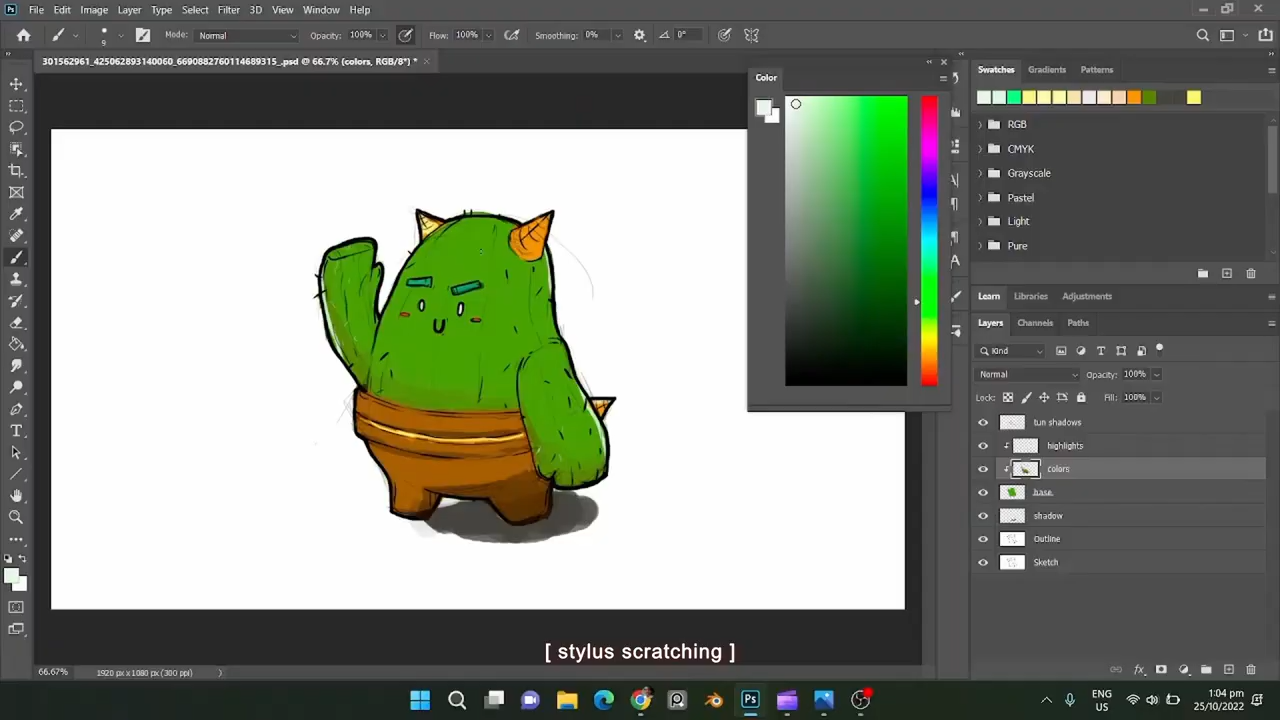 Ps File Edit Image Layer Type Select Filter 3D View Window Help
9 Mode: Normal Opacity: 100% Flow: 100% Smoothing: 0% 0°
301562961_425062893140060_6690882760114689315_.psd @ 66.7% (colors, RGB/8*) *
Color
Swatches Gradients Patterns
RGB
CMYK
Grayscale
Pastel
Light
Pure
Learn Libraries Adjustments
Layers Channels Paths
Kind
Normal Opacity: 100%
Lock: Fill: 100%
tun shadows
highlights
colors
base
shadow
Outline
Sketch
[ stylus scratching ]
66.67% 1920 px x 1080 px (300 ppi)
Ps
ENG
US
1:04 pm
25/10/2022